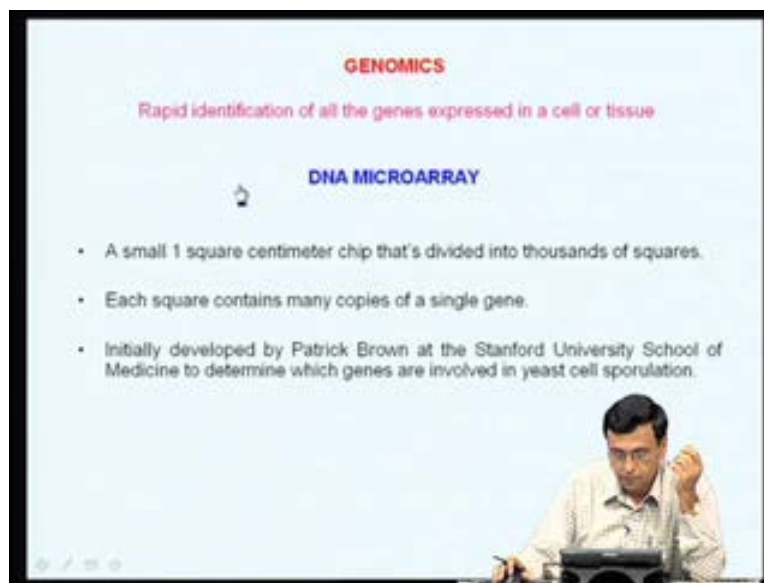 GENOMICS
Rapid identification of all the genes expressed in a cell or tissue
DNA MICROARRAY
• A small 1 square centimeter chip that's divided into thousands of squares.
• Each square contains many copies of a single gene.
• Initially developed by Patrick Brown at the Stanford University School of
Medicine to determine which genes are involved in yeast cell sporulation.